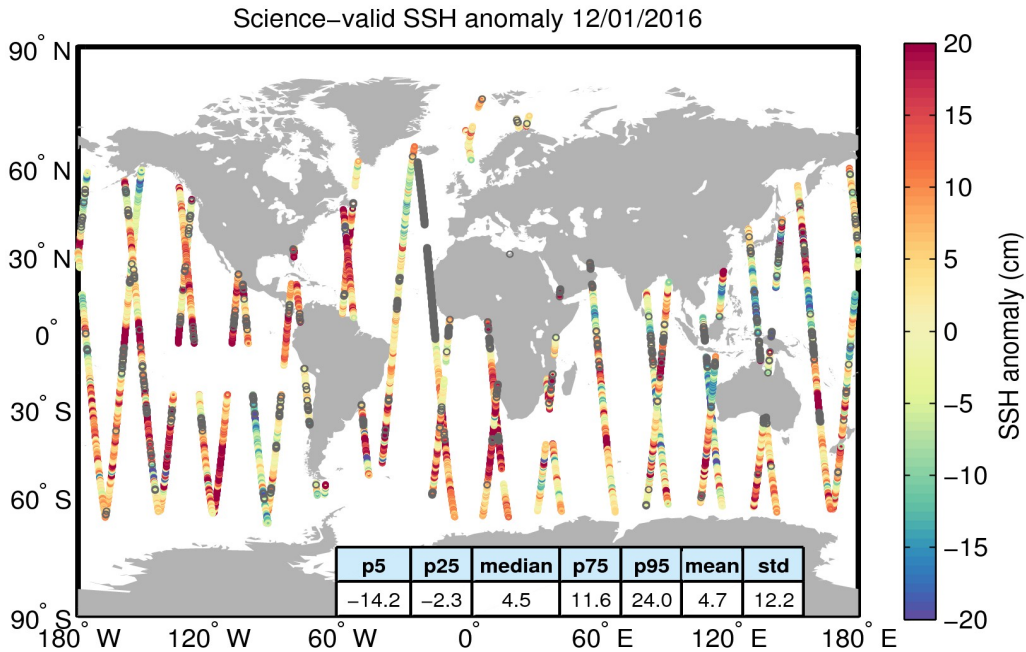 Science−valid SSH anomaly 12/01/2016
90° N
60° N
30° N
0°
30° S
60° S
90° S
180° W 120° W 60° W 0° 60° E 120° E 180° E
p5 p25 median p75 p95 mean std
−14.2 −2.3 4.5 11.6 24.0 4.7 12.2
20
15
10
5
0
−5
−10
−15
−20
SSH anomaly (cm)